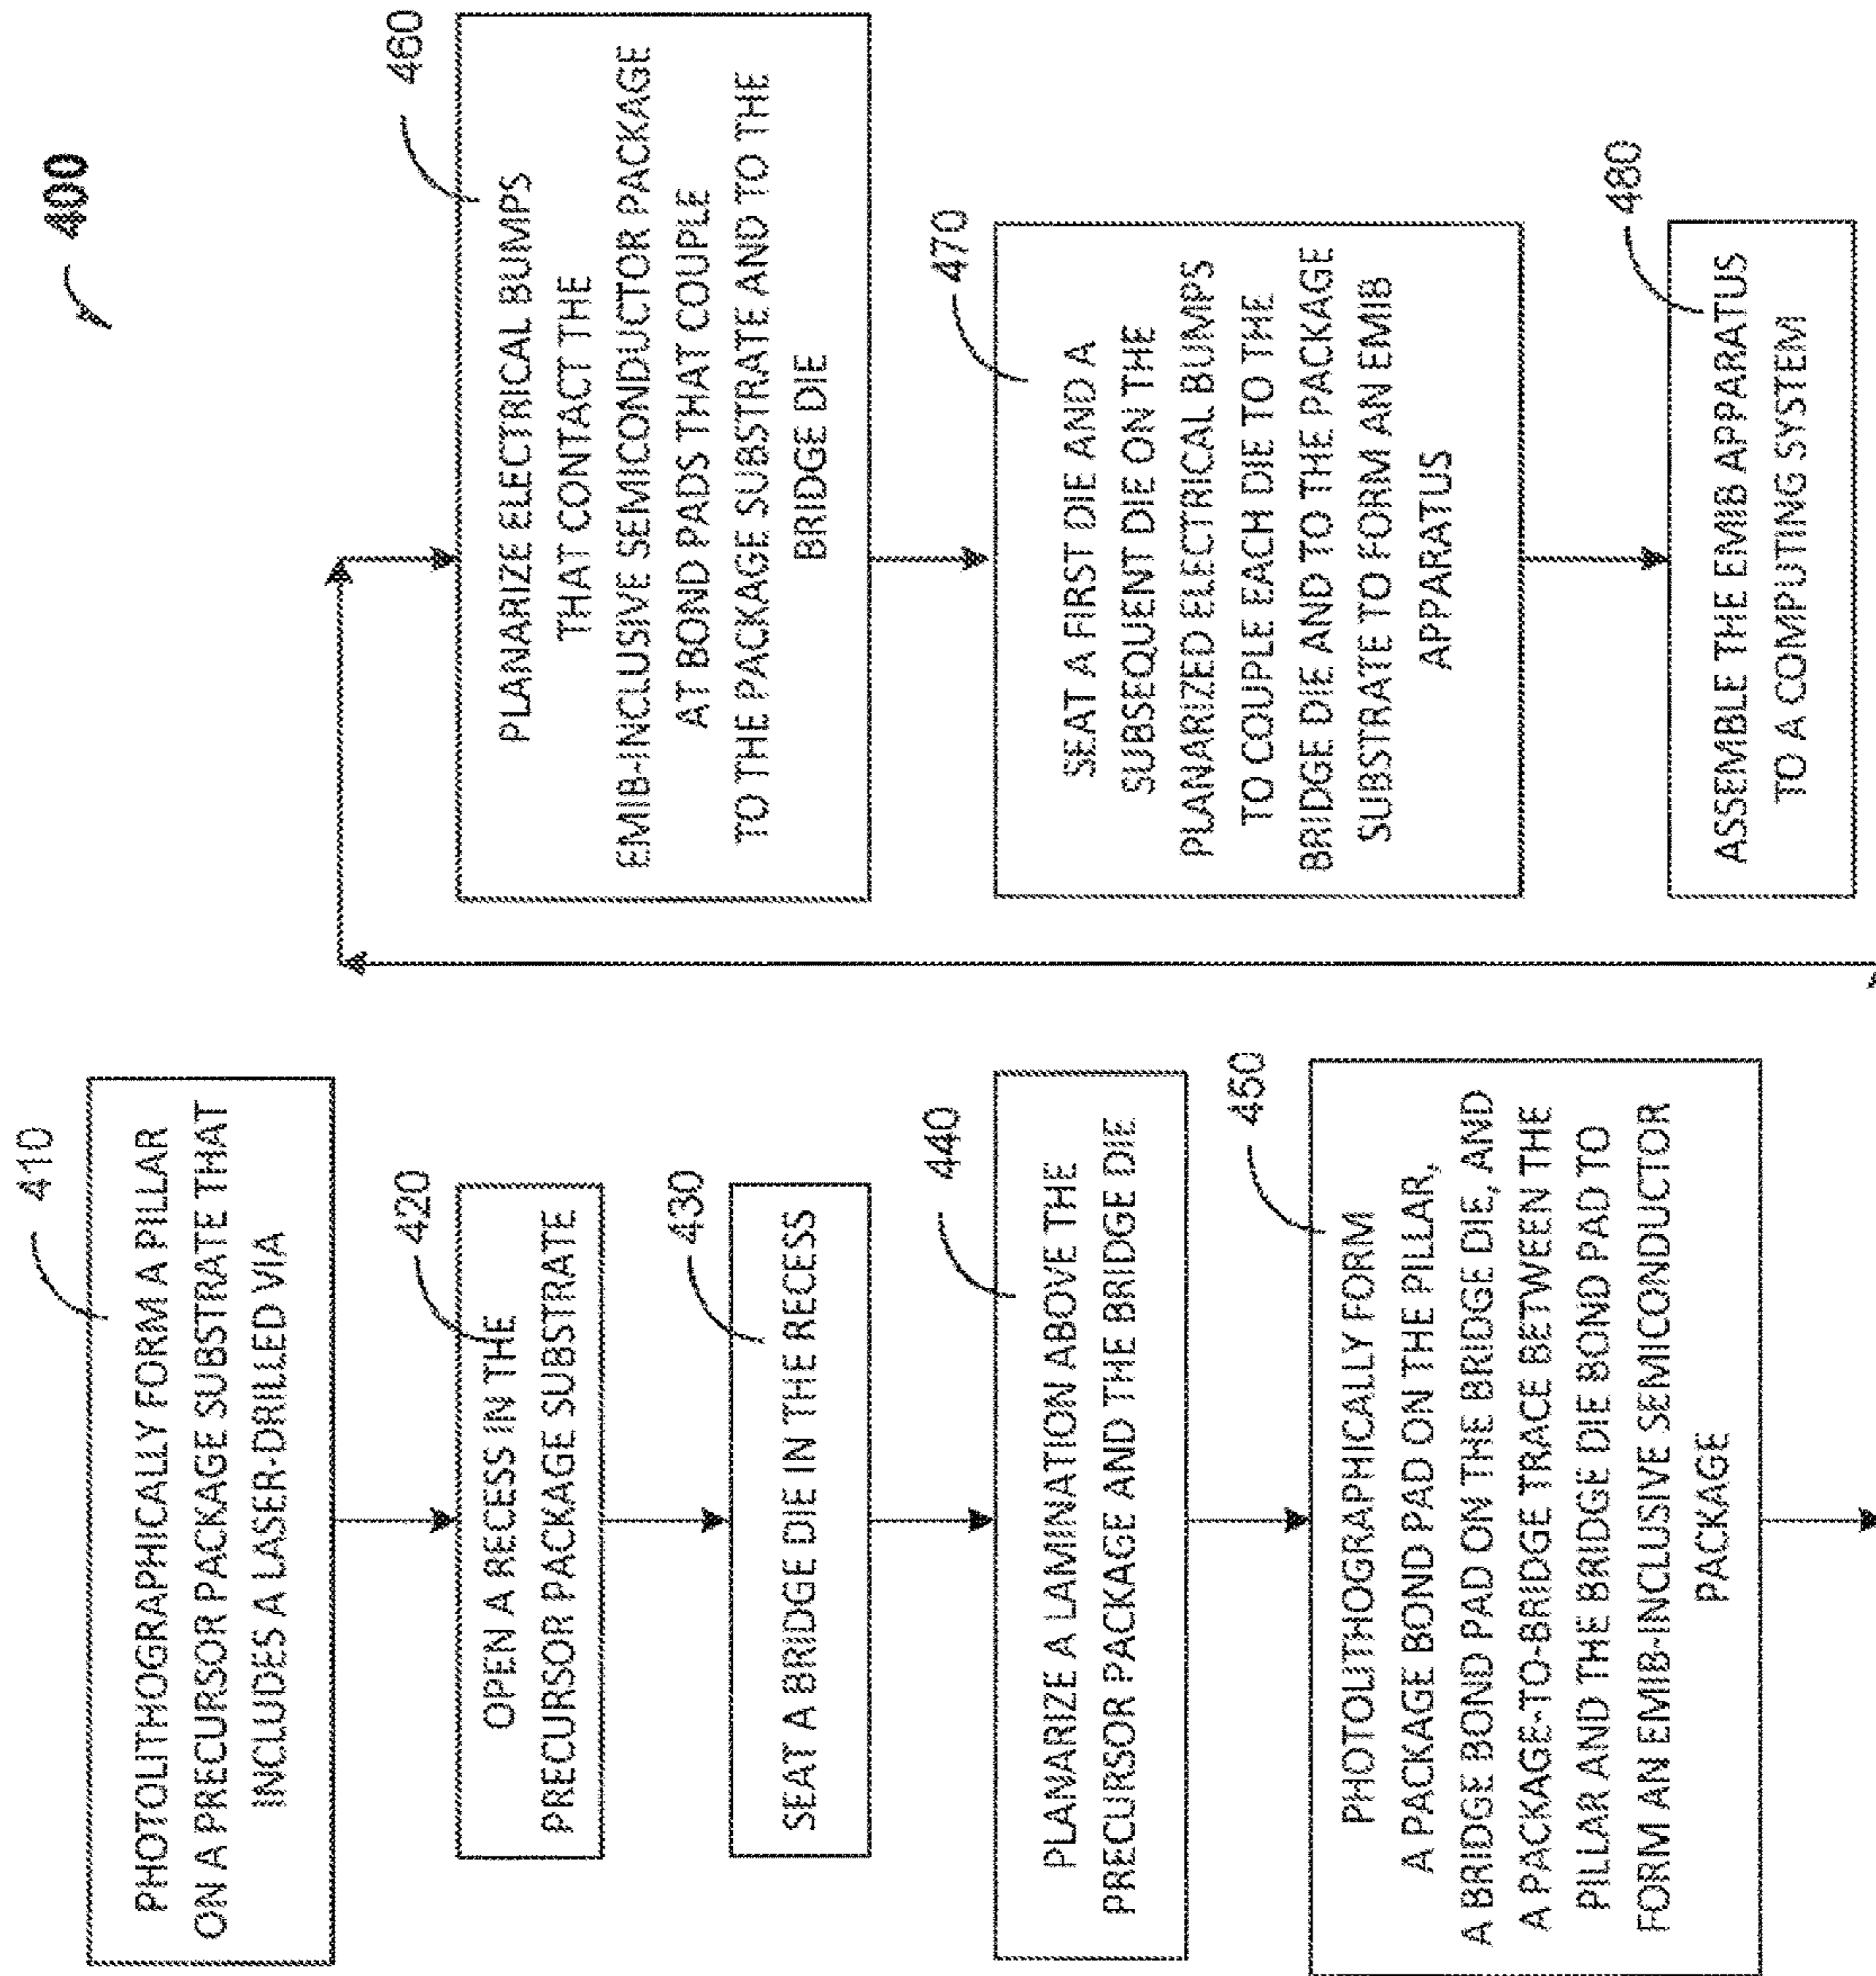 400
410
PHOTOLITHOGRAPHICALLY FORM A PILLAR
ON A PRECURSOR PACKAGE SUBSTRATE THAT
INCLUDES A LASER-DRILLED VIA
420
OPEN A RECESS IN THE
PRECURSOR PACKAGE SUBSTRATE
430
SEAT A BRIDGE DIE IN THE RECESS
440
PLANARIZE A LAMINATION ABOVE THE
PRECURSOR PACKAGE AND THE BRIDGE DIE
450
PHOTOLITHOGRAPHICALLY FORM
A PACKAGE BOND PAD ON THE PILLAR,
A BRIDGE BOND PAD ON THE BRIDGE DIE, AND
A PACKAGE-TO-BRIDGE TRACE BETWEEN THE
PILLAR AND THE BRIDGE DIE BOND PAD TO
FORM AN EMIB-INCLUSIVE SEMICONDUCTOR
PACKAGE
460
PLANARIZE ELECTRICAL BUMPS
THAT CONTACT THE
EMIB-INCLUSIVE SEMICONDUCTOR PACKAGE
AT BOND PADS THAT COUPLE
TO THE PACKAGE SUBSTRATE AND TO THE
BRIDGE DIE
470
SEAT A FIRST DIE AND A
SUBSEQUENT DIE ON THE
PLANARIZED ELECTRICAL BUMPS
TO COUPLE EACH DIE TO THE
BRIDGE DIE AND TO THE PACKAGE
SUBSTRATE TO FORM AN EMIB
APPARATUS
480
ASSEMBLE THE EMIB APPARATUS
TO A COMPUTING SYSTEM